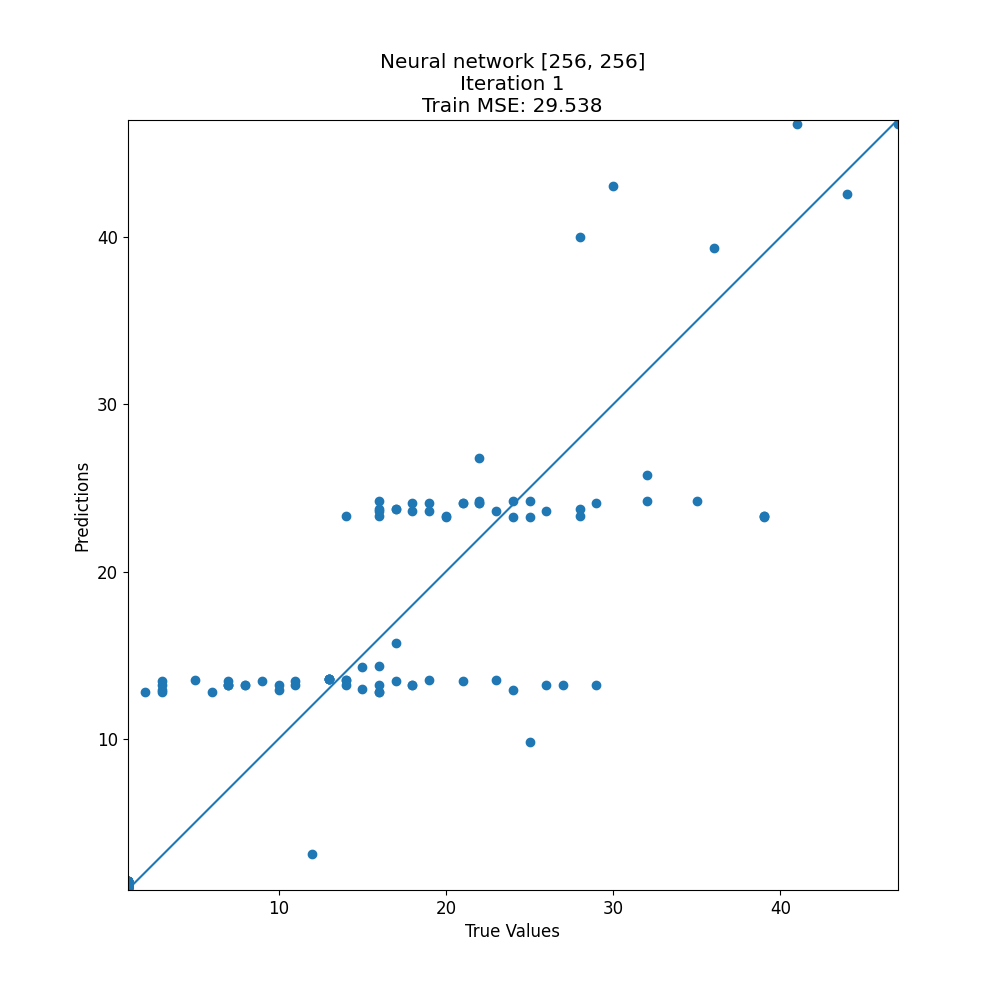 Neural network [256, 256]
Iteration 1
Train MSE: 29.538
Predictions
40
30
20
10
10 20 30 40
True Values